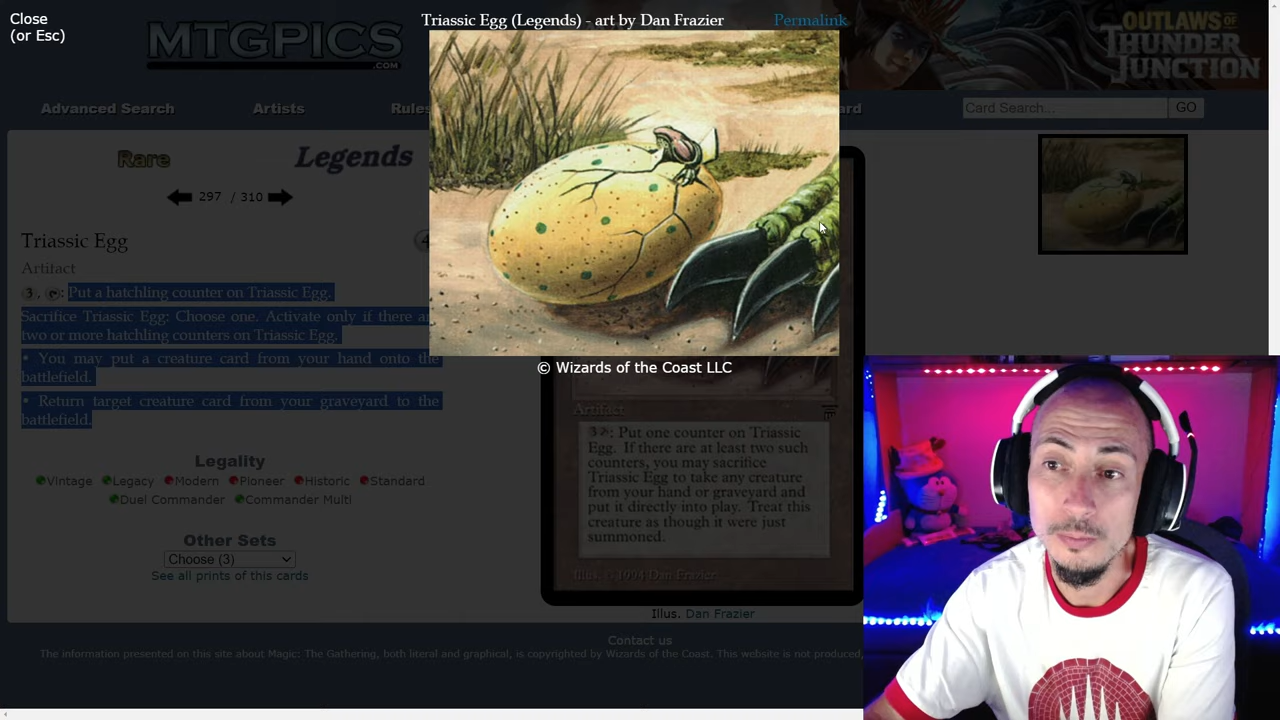 Close
(or Esc)
Triassic Egg (Legends) - art by Dan Frazier
Permalink
MTGPICS
.COM
OUTLAWS OF
THUNDER
JUNCTION
Advanced Search
Artists
Rules
ard
Card Search...
GO
Rare
Legends
297 / 310
Triassic Egg
4
Artifact
3, : Put a hatchling counter on Triassic Egg.
Sacrifice Triassic Egg: Choose one. Activate only if there a
two or more hatchling counters on Triassic Egg.
• You may put a creature card from your hand onto the
battlefield.
• Return target creature card from your graveyard to the
battlefield.
Legality
Vintage Legacy Modern Pioneer Historic Standard
Duel Commander Commander Multi
Other Sets
Choose (3)
See all prints of this cards
© Wizards of the Coast LLC
Artifact
3 : Put one counter on Triassic
Egg. If there are at least two such
counters, you may sacrifice
Triassic Egg to take any creature
from your hand or graveyard and
put it directly into play. Treat this
creature as though it were just
summoned.
Illus. © 1994 Dan Frazier
Illus. Dan Frazier
Contact us
The information presented on this site about Magic: The Gathering, both literal and graphical, is copyrighted by Wizards of the Coast. This website is not produced,